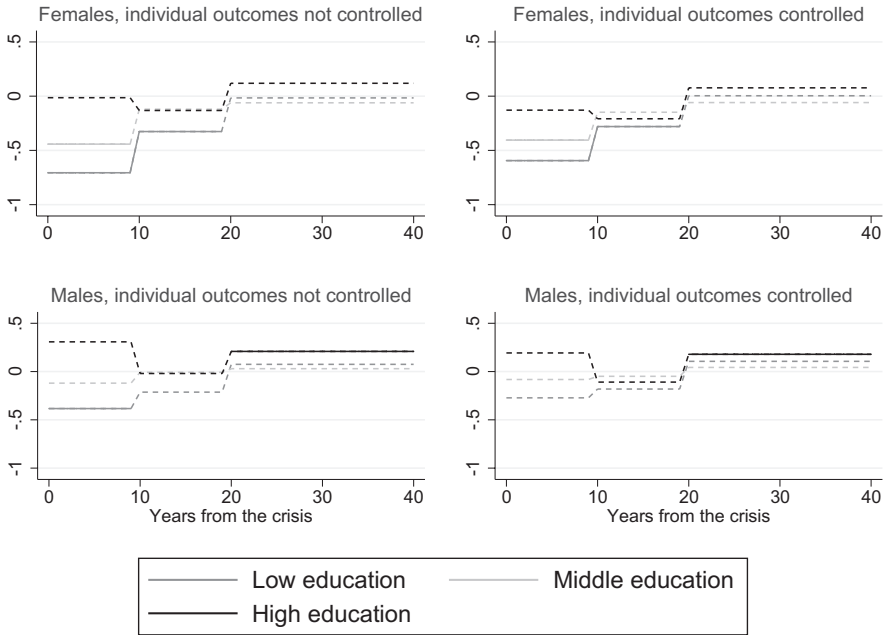 Females, individual outcomes not controlled
Females, individual outcomes controlled
.5
0
-.5
-1
0 10 20 30 40
.5
0
-.5
-1
0 10 20 30 40
Males, individual outcomes not controlled
Males, individual outcomes controlled
.5
0
-.5
-1
0 10 20 30 40
Years from the crisis
.5
0
-.5
-1
0 10 20 30 40
Years from the crisis
Low education
Middle education
High education